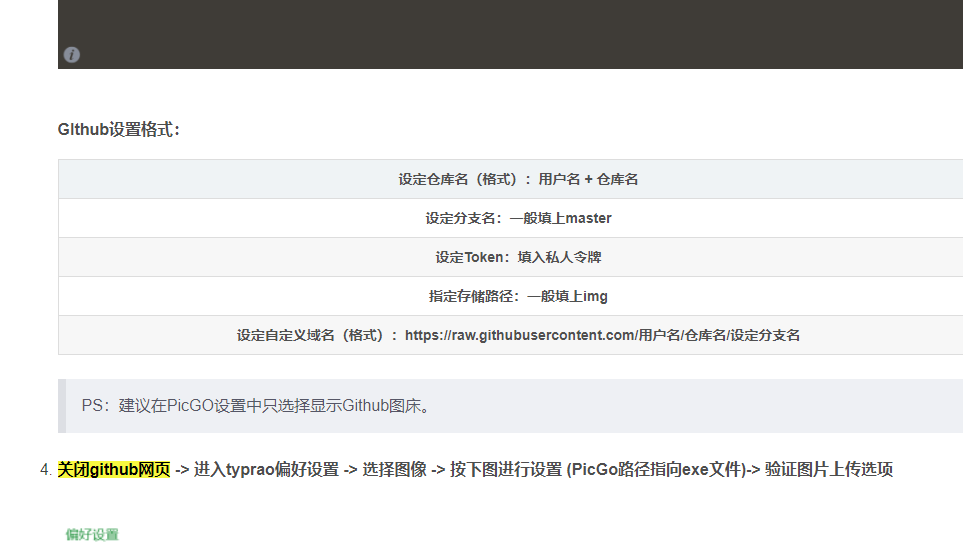 GIthub设置格式：
设定仓库名（格式）：用户名 + 仓库名
设定分支名：一般填上master
设定Token：填入私人令牌
指定存储路径：一般填上img
设定自定义域名（格式）：https://raw.githubusercontent.com/用户名/仓库名/设定分支名
PS：建议在PicGO设置中只选择显示Github图床。
4. 关闭github网页 -> 进入typrao偏好设置 -> 选择图像 -> 按下图进行设置 (PicGo路径指向exe文件)-> 验证图片上传选项
偏好设置